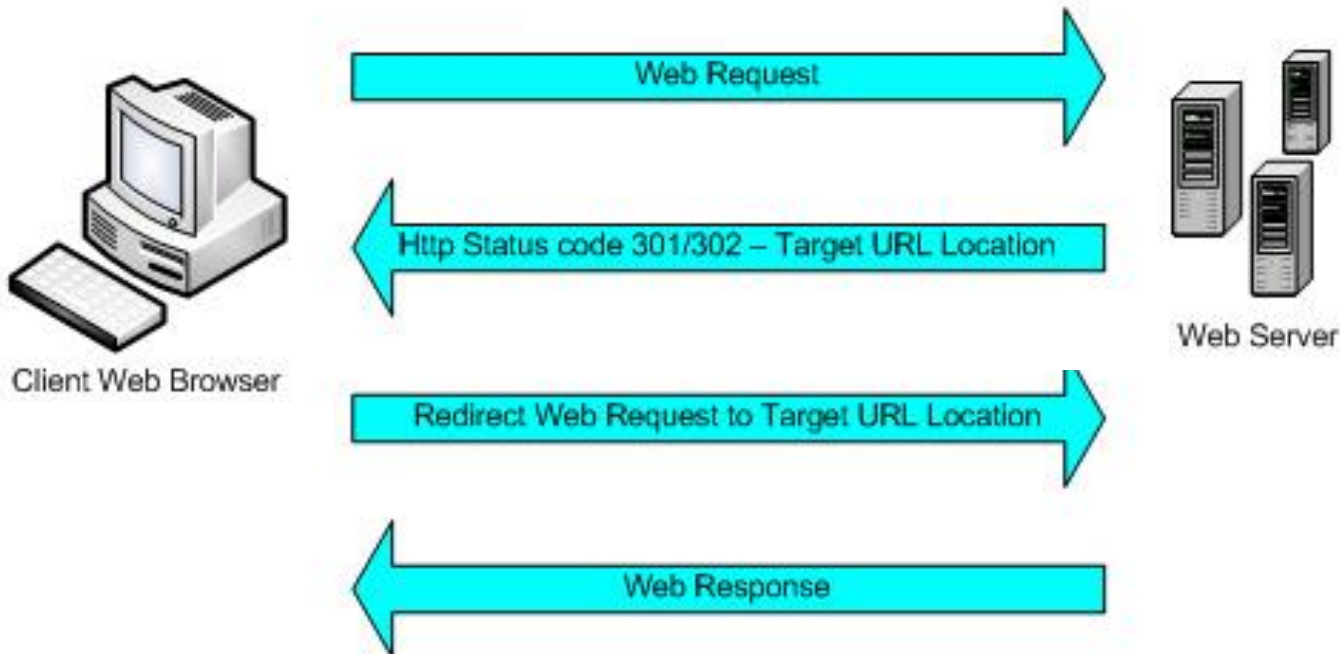 Web Request
Http Status code 301/302 – Target URL Location
Web Server
Client Web Browser
Redirect Web Request to Target URL Location
Web Response